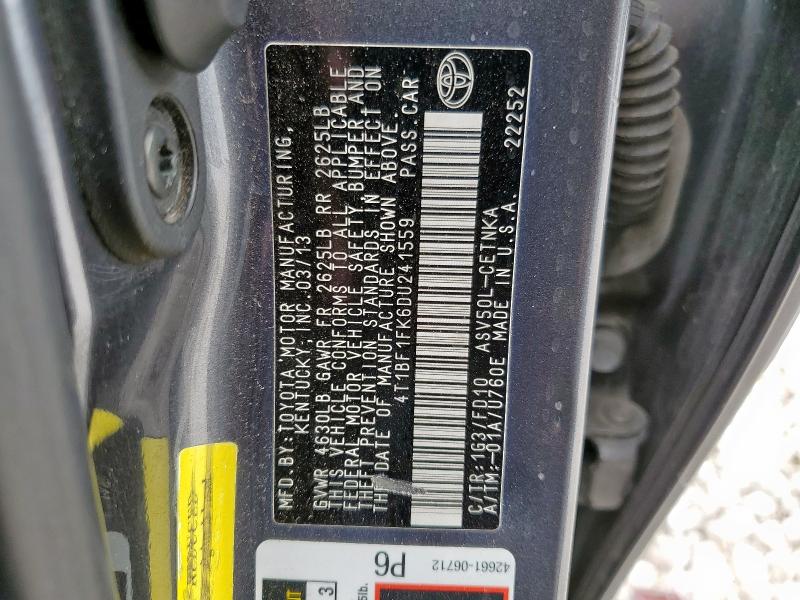 MFD. BY: TOYOTA MOTOR MANUFACTURING,
KENTUCKY, INC. 03/13
GVWR 4630LB GAWR FR 2625LB RR 2625LB
THIS VEHICLE CONFORMS TO ALL APPLICABLE
FEDERAL MOTOR VEHICLE SAFETY, BUMPER AND
THEFT PREVENTION STANDARDS IN EFFECT ON
THE DATE OF MANUFACTURE SHOWN ABOVE.
4T1BF1FK6DU241559 PASS. CAR
C/TR: 1G3/FD10 ASV50L-CETNKA
A/TM: -01A/U760E MADE IN U.S.A.
22252
P6
42661-06712
3